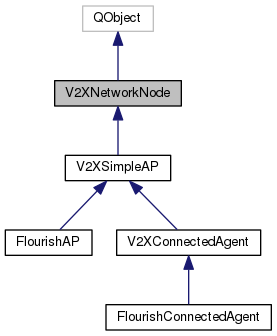 QObject
V2XNetworkNode
V2XSimpleAP
FlourishAP
V2XConnectedAgent
FlourishConnectedAgent